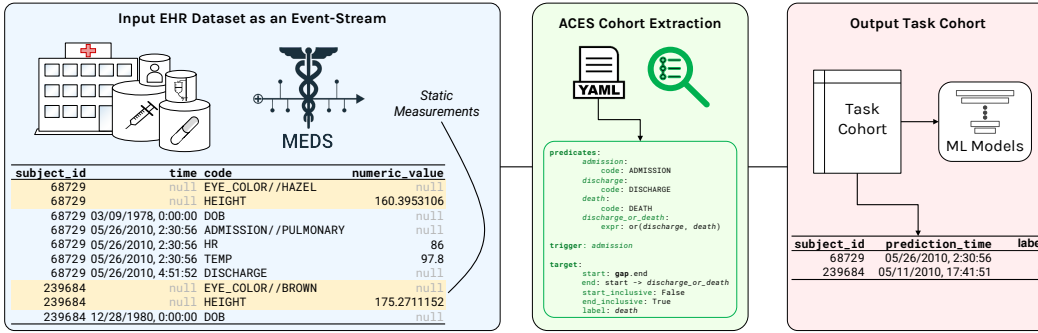 Input EHR Dataset as an Event-Stream
MEDS
Static
Measurements
subject_id time code numeric_value
68729 null EYE_COLOR//HAZEL null
68729 null HEIGHT 160.3953106
68729 03/09/1978, 0:00:00 DOB null
68729 05/26/2010, 2:30:56 ADMISSION//PULMONARY null
68729 05/26/2010, 2:30:56 HR 86
68729 05/26/2010, 2:30:56 TEMP 97.8
68729 05/26/2010, 4:51:52 DISCHARGE null
239684 null EYE_COLOR//BROWN null
239684 null HEIGHT 175.2711152
239684 12/28/1980, 0:00:00 DOB null
ACES Cohort Extraction
YAML
predicates:
admission:
code: ADMISSION
discharge:
code: DISCHARGE
death:
code: DEATH
discharge_or_death:
expr: or(discharge, death)
trigger: admission
target:
start: gap.end
end: start -> discharge_or_death
start_inclusive: False
end_inclusive: True
label: death
Output Task Cohort
Task
Cohort
ML Models
subject_id prediction_time labe
68729 05/26/2010, 2:30:56
239684 05/11/2010, 17:41:51